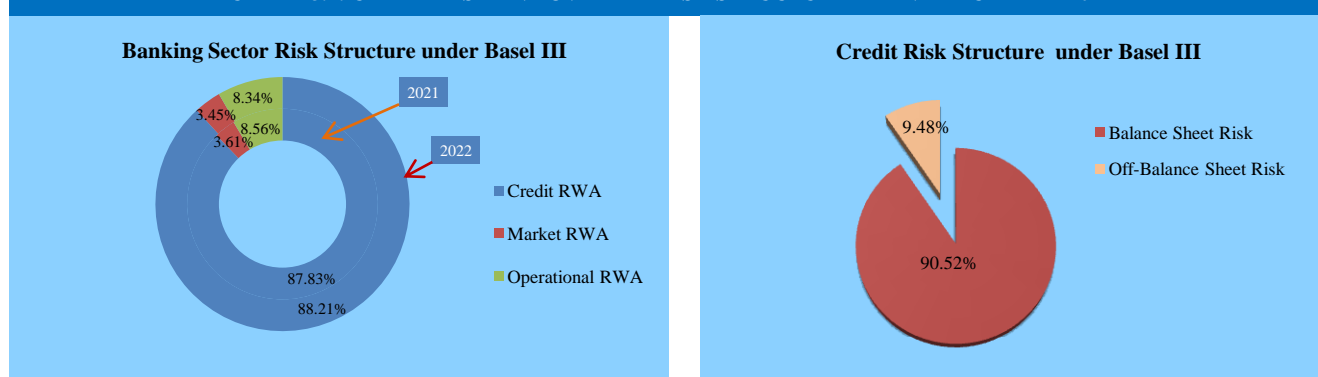 Banking Sector Risk Structure under Basel III
8.34%
2021
3.45%
8.56%
3.61%
2022
Credit RWA
Market RWA
Operational RWA
87.83%
88.21%
Credit Risk Structure under Basel III
9.48%
Balance Sheet Risk
Off-Balance Sheet Risk
90.52%